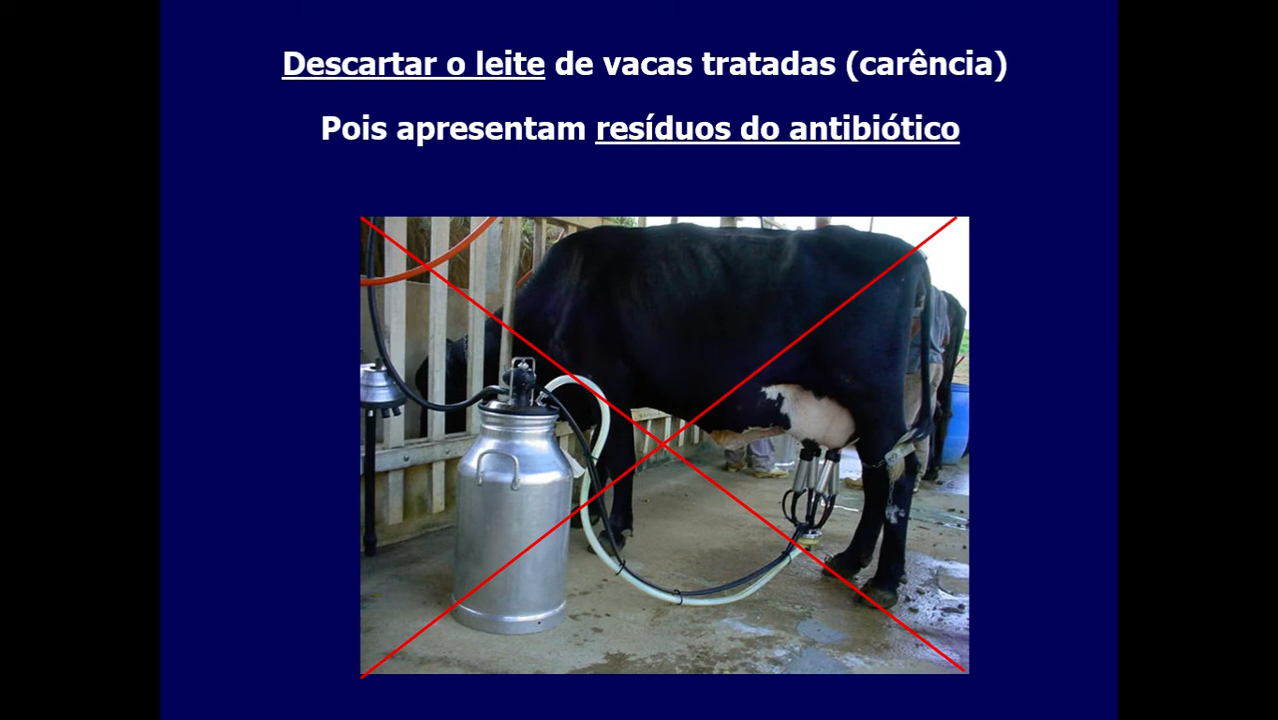 Descartar o leite de vacas tratadas (carência)
Pois apresentam resíduos do antibiótico